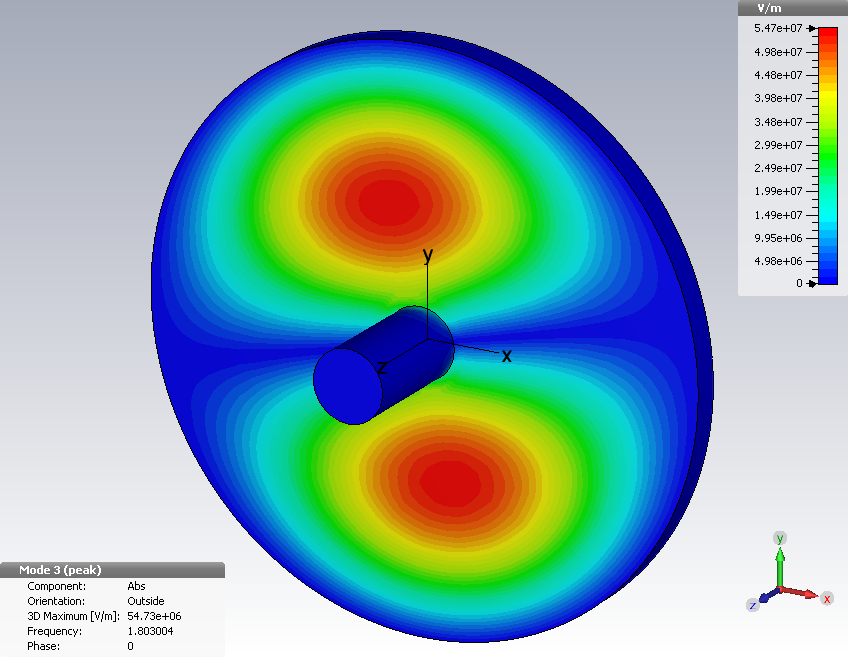 V/m
5.47e+07
4.98e+07
4.48e+07
3.98e+07
3.48e+07
2.99e+07
2.49e+07
1.99e+07
1.49e+07
9.95e+06
4.98e+06
0
y
x
z
y
x
z
Mode 3 (peak)
Component: Abs
Orientation: Outside
3D Maximum [V/m]: 54.73e+06
Frequency: 1.803004
Phase: 0